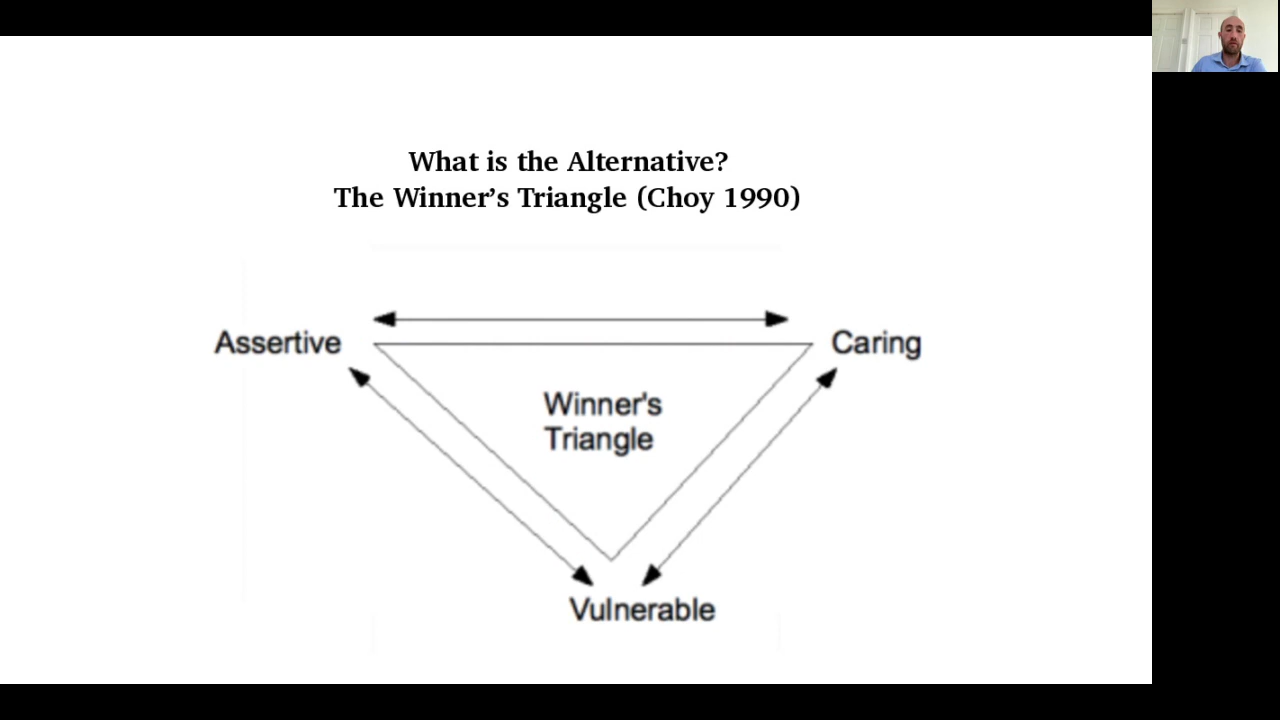 What is the Alternative?
The Winner’s Triangle (Choy 1990)
Assertive
Caring
Winner's
Triangle
Vulnerable